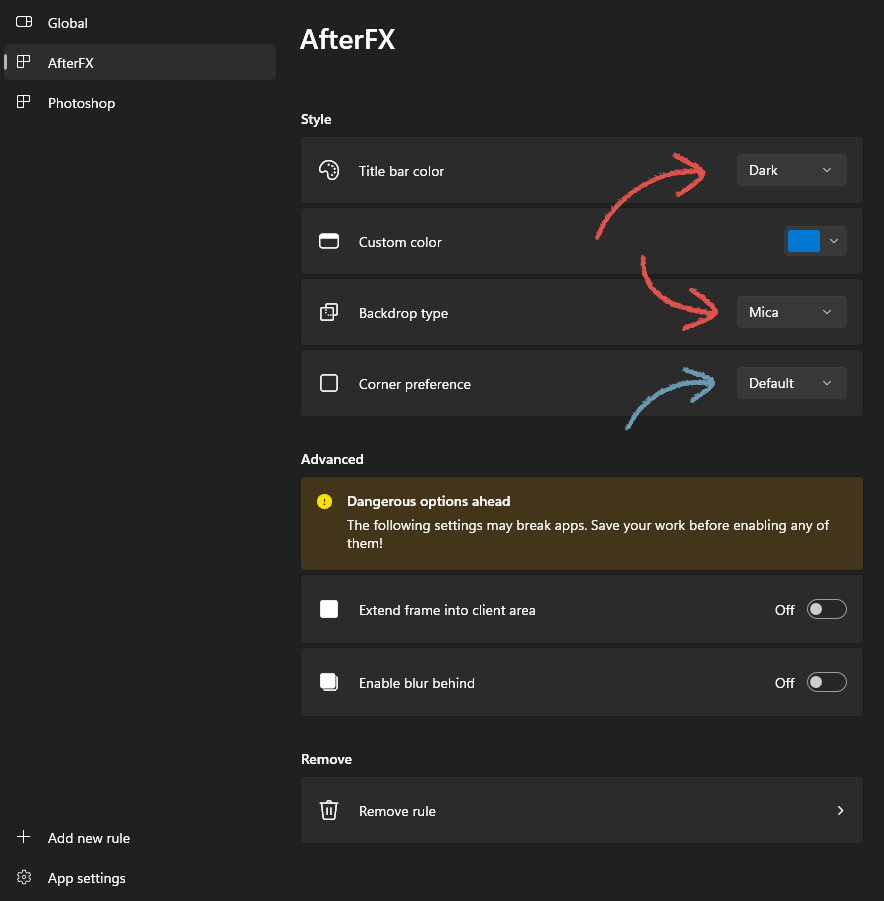 Global
AfterFX
Photoshop
Add new rule
App settings
AfterFX
Style
Title bar color
Dark
Custom color
Backdrop type
Mica
Corner preference
Default
Advanced
Dangerous options ahead
The following settings may break apps. Save your work before enabling any of
them!
Extend frame into client area
Off
Enable blur behind
Off
Remove
Remove rule